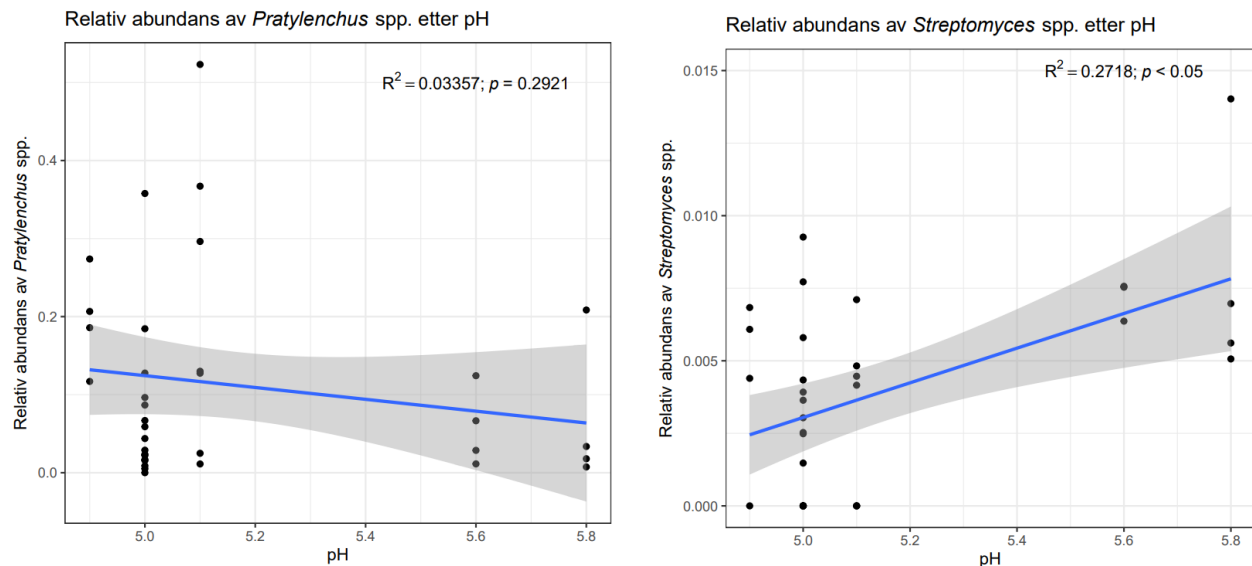 Relativ abundans av Pratylenchus spp. etter pH
R² = 0.03357; p = 0.2921
Relativ abundans av Pratylenchus spp.
0.4
0.2
0.0
5.0 5.2 5.4 5.6 5.8
pH
Relativ abundans av Streptomyces spp. etter pH
R² = 0.2718; p < 0.05
Relativ abundans av Streptomyces spp.
0.015
0.010
0.005
0.000
5.0 5.2 5.4 5.6 5.8
pH